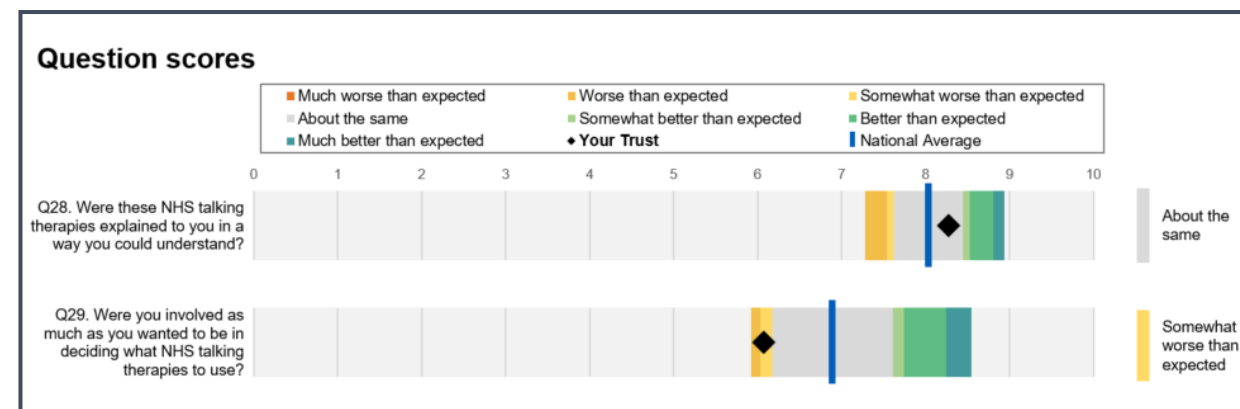 Question scores
Much worse than expected
Worse than expected
Somewhat worse than expected
About the same
Somewhat better than expected
Better than expected
Much better than expected
Your Trust
National Average
0 1 2 3 4 5 6 7 8 9 10
Q28. Were these NHS talking
therapies explained to you in a
way you could understand?
About the
same
Q29. Were you involved as
much as you wanted to be in
deciding what NHS talking
therapies to use?
Somewhat
worse than
expected